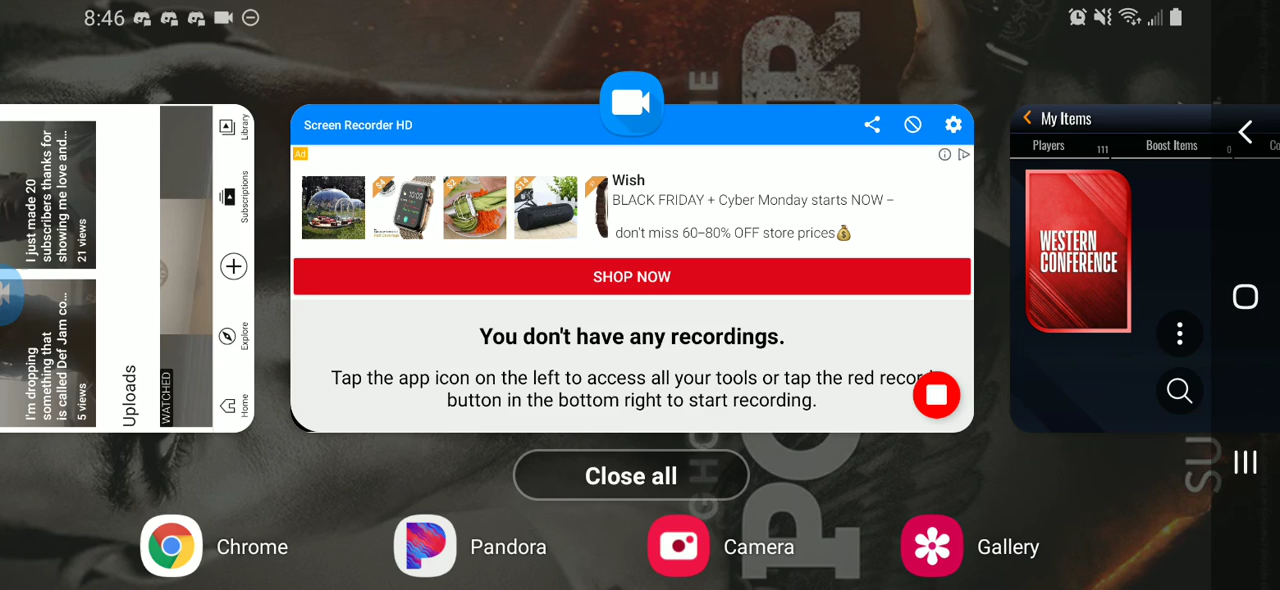 8:46
I just made 20
subscribers thanks for
showing me love and...
21 views
I'm dropping
something that
is called Def Jam co...
5 views
Uploads
WATCHED
Library
Subscriptions
Explore
Home
Screen Recorder HD
Ad
Wish
BLACK FRIDAY + Cyber Monday starts NOW –
don't miss 60–80% OFF store prices💰
SHOP NOW
You don't have any recordings.
Tap the app icon on the left to access all your tools or tap the red record
button in the bottom right to start recording.
My Items
Players 111 Boost Items 0 Co
WESTERN
CONFERENCE
Close all
Chrome
Pandora
Camera
Gallery
SU